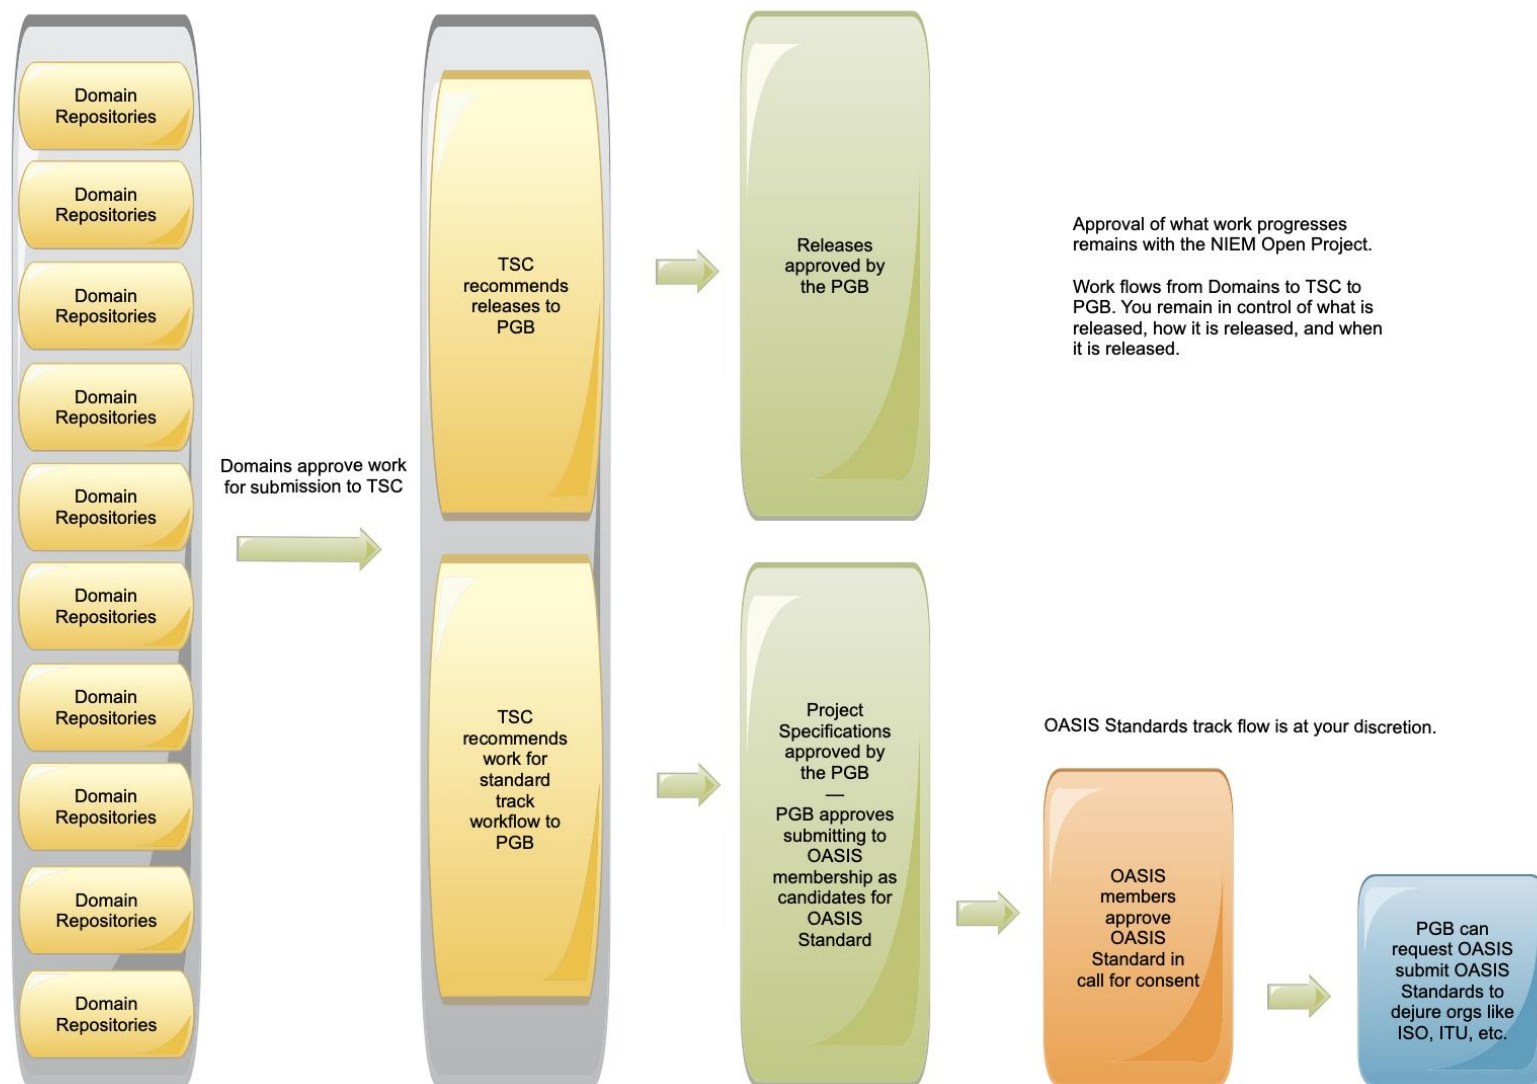 Domain
Repositories
Domain
Repositories
Domain
Repositories
Domain
Repositories
Domain
Repositories
Domain
Repositories
Domain
Repositories
Domain
Repositories
Domain
Repositories
Domain
Repositories
Domains approve work
for submission to TSC
TSC
recommends
releases to
PGB
TSC
recommends
work for
standard
track
workflow to
PGB
Releases
approved by
the PGB
Project
Specifications
approved by
the PGB
—
PGB approves
submitting to
OASIS
membership as
candidates for
OASIS
Standard
Approval of what work progresses
remains with the NIEM Open Project.
Work flows from Domains to TSC to
PGB. You remain in control of what is
released, how it is released, and when
it is released.
OASIS Standards track flow is at your discretion.
OASIS
members
approve
OASIS
Standard in
call for consent
PGB can
request OASIS
submit OASIS
Standards to
dejure orgs like
ISO, ITU, etc.